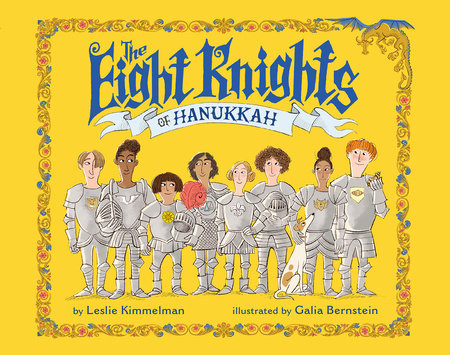 The
Eight Knights
OF HANUKKAH
by Leslie Kimmelman
illustrated by Galia Bernstein